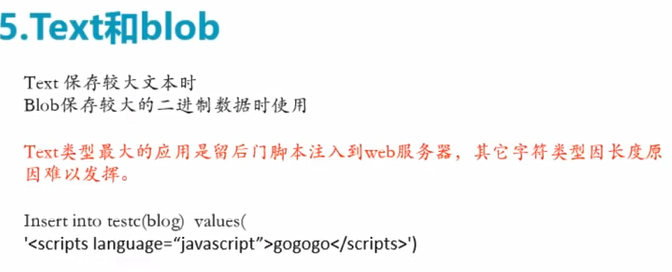 5.Text和blob
Text 保存较大文本时
Blob保存较大的二进制数据时使用
Text类型最大的应用是留后门脚本注入到web服务器，其它字符类型因长度原
因难以发挥。
Insert into testc(blog)  values(
'<scripts language=“javascript”>gogogo</scripts>')